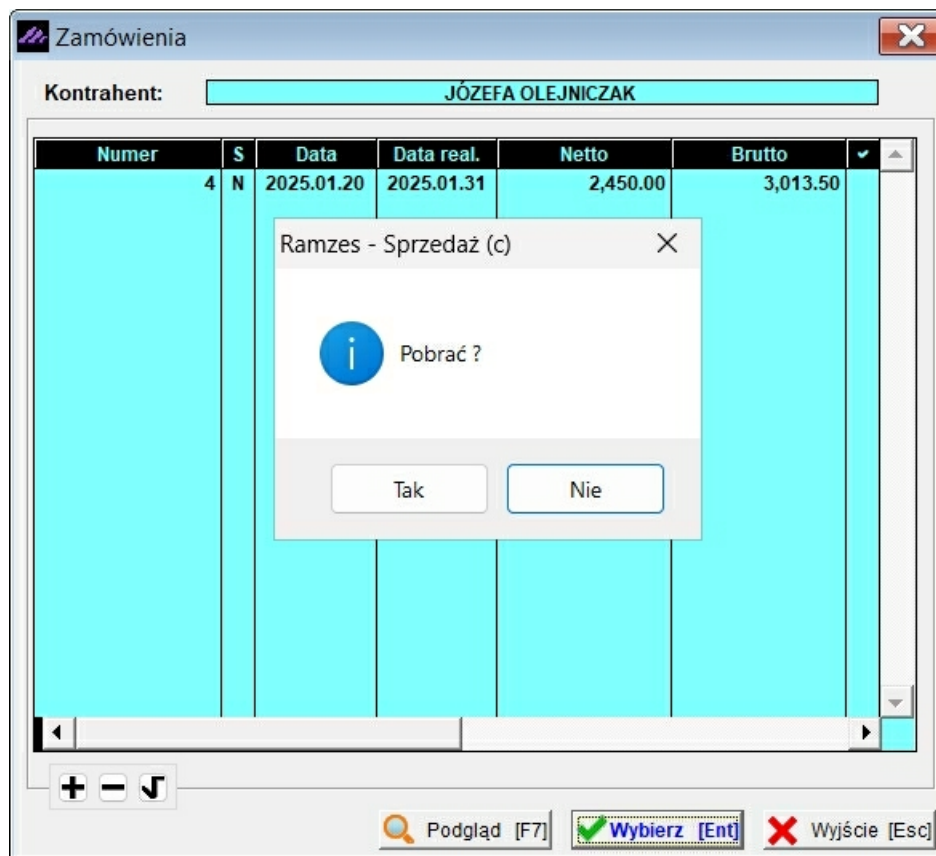 Zamówienia
Kontrahent: JÓZEFA OLEJNICZAK
Numer S Data Data real. Netto Brutto
4 N 2025.01.20 2025.01.31 2,450.00 3,013.50
Ramzes - Sprzedaż (c)
Pobrać ?
Tak Nie
Podgląd [F7] Wybierz [Ent] Wyjście [Esc]